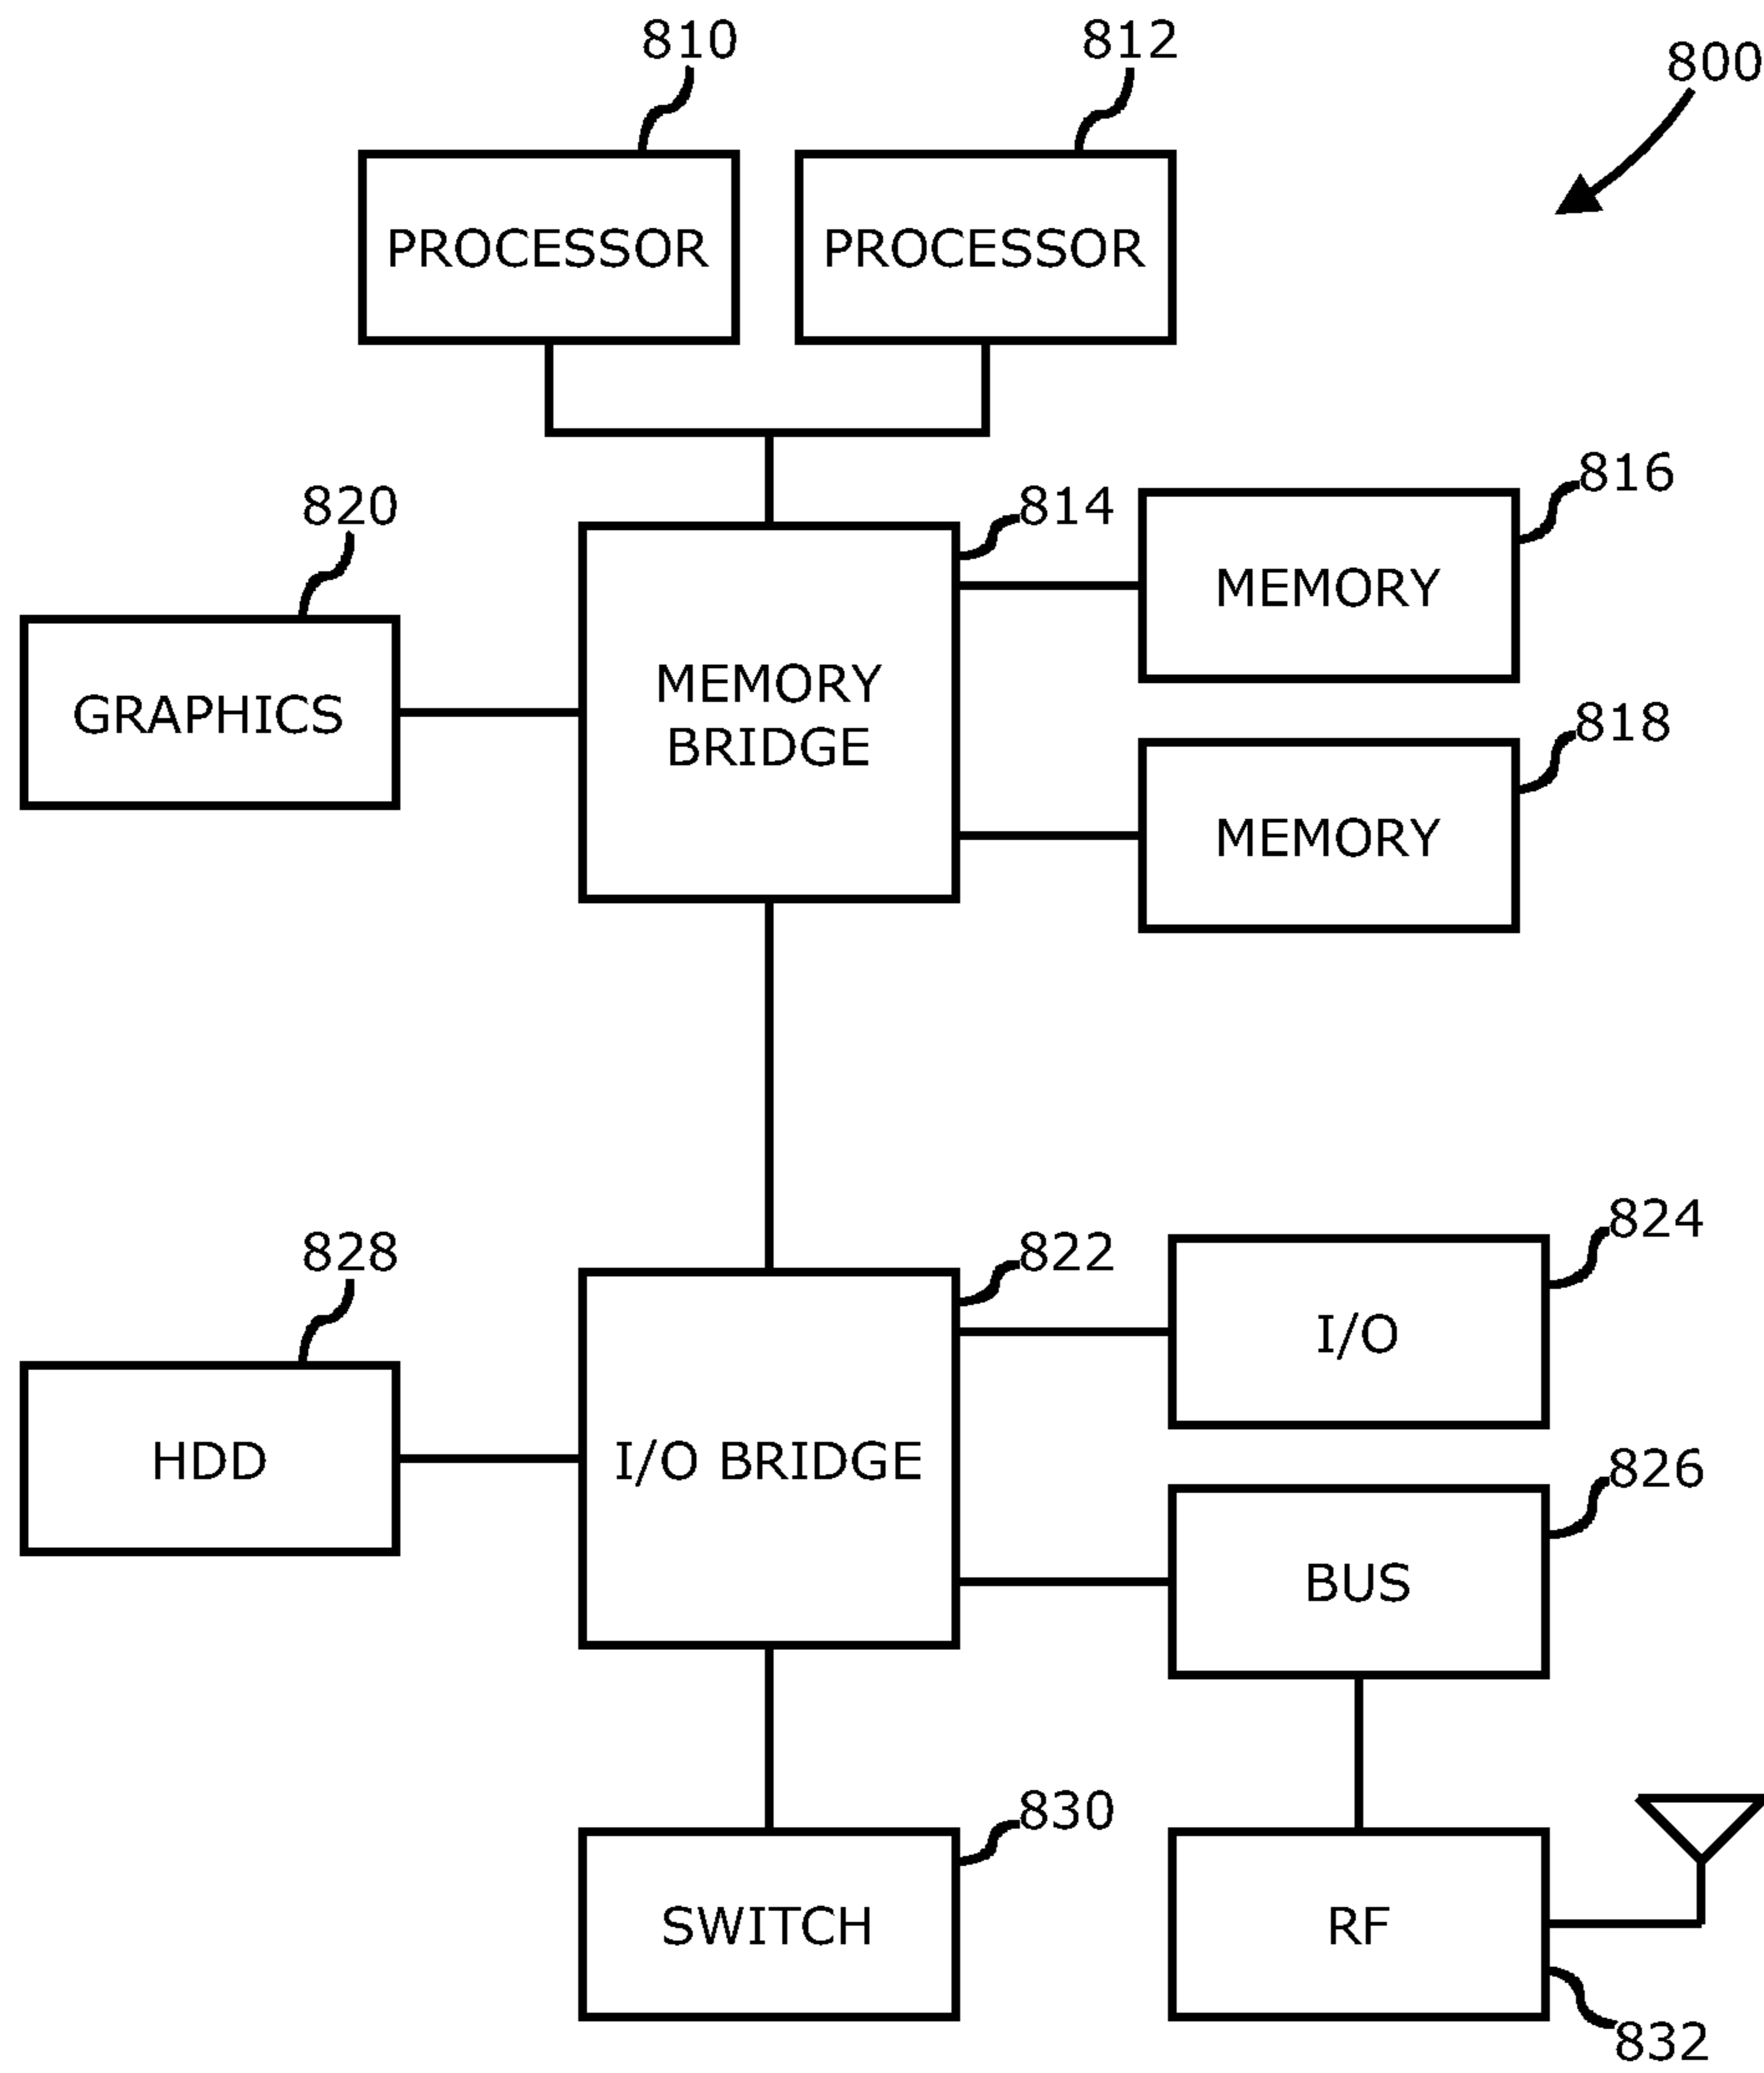 810
812
800
PROCESSOR
PROCESSOR
820
814
816
MEMORY
GRAPHICS
MEMORY
BRIDGE
818
MEMORY
828
822
824
I/O
HDD
I/O BRIDGE
826
BUS
830
SWITCH
RF
832